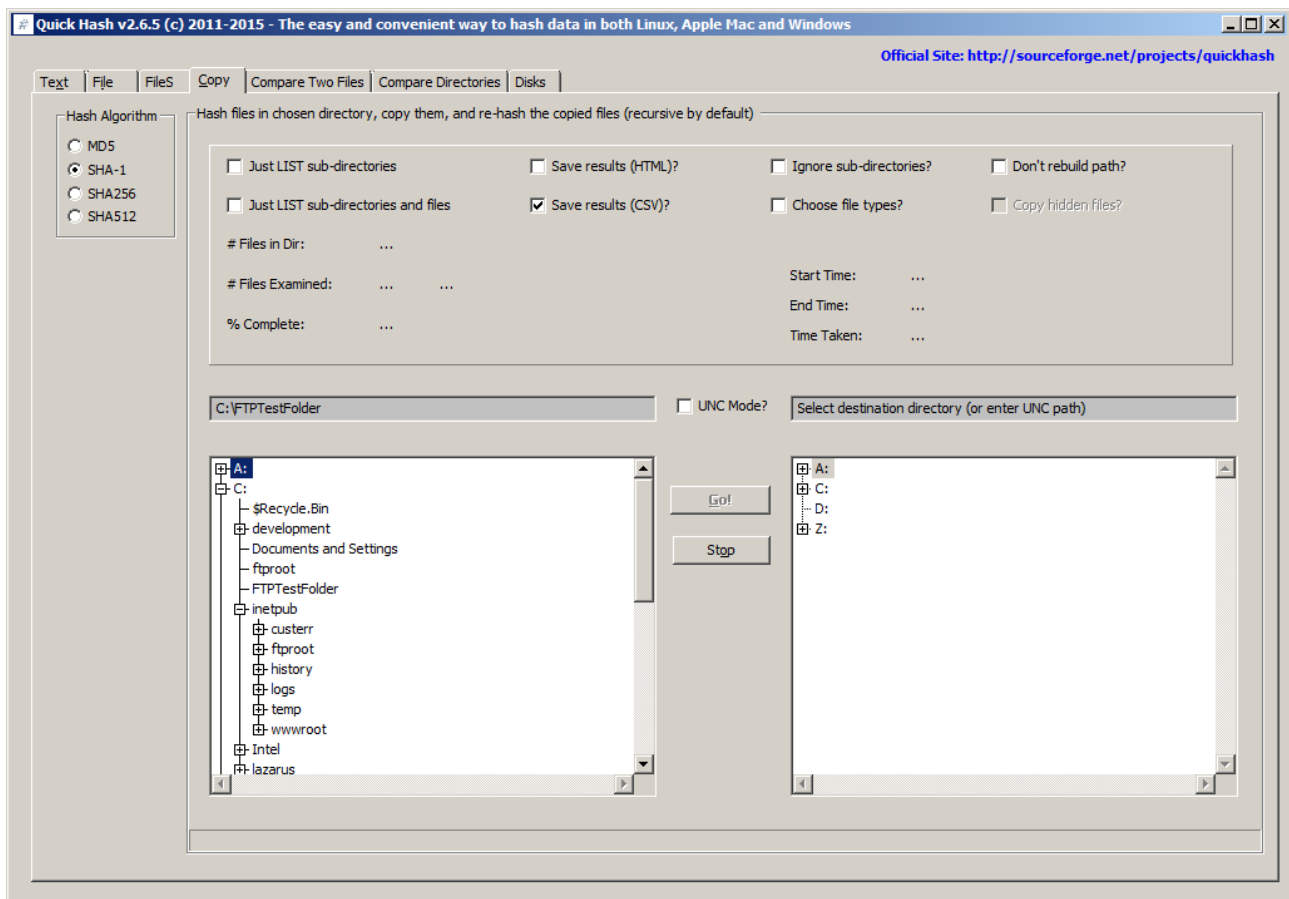 Quick Hash v2.6.5 (c) 2011-2015 - The easy and convenient way to hash data in both Linux, Apple Mac and Windows
Official Site: http://sourceforge.net/projects/quickhash
Text File FileS Copy Compare Two Files Compare Directories Disks
Hash Algorithm
MD5
SHA-1
SHA256
SHA512
Hash files in chosen directory, copy them, and re-hash the copied files (recursive by default)
Just LIST sub-directories Save results (HTML)? Ignore sub-directories? Don't rebuild path?
Just LIST sub-directories and files Save results (CSV)? Choose file types? Copy hidden files?
# Files in Dir: ...
# Files Examined: ... ...
% Complete: ...
Start Time: ...
End Time: ...
Time Taken: ...
C:\FTPTestFolder UNC Mode? Select destination directory (or enter UNC path)
A:
C:
$Recycle.Bin
development
Documents and Settings
ftproot
FTPTestFolder
inetpub
custerr
ftproot
history
logs
temp
wwwroot
Intel
lazarus
Go!
Stop
A:
C:
D:
Z: